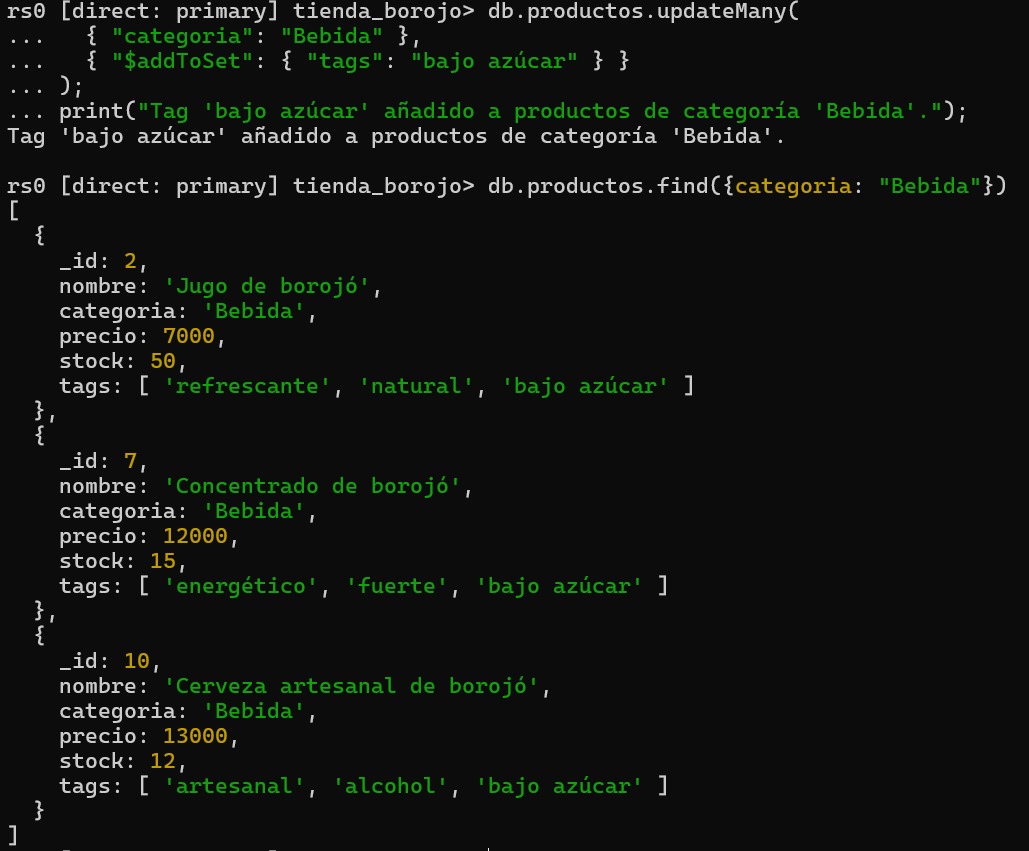 rs0 [direct: primary] tienda_borojo> db.productos.updateMany(
...   { "categoria": "Bebida" },
...   { "$addToSet": { "tags": "bajo azúcar" } }
... );
... print("Tag 'bajo azúcar' añadido a productos de categoría 'Bebida'.");
Tag 'bajo azúcar' añadido a productos de categoría 'Bebida'.
rs0 [direct: primary] tienda_borojo> db.productos.find({categoria: "Bebida"})
[
  {
    _id: 2,
    nombre: 'Jugo de borojó',
    categoria: 'Bebida',
    precio: 7000,
    stock: 50,
    tags: [ 'refrescante', 'natural', 'bajo azúcar' ]
  },
  {
    _id: 7,
    nombre: 'Concentrado de borojó',
    categoria: 'Bebida',
    precio: 12000,
    stock: 15,
    tags: [ 'energético', 'fuerte', 'bajo azúcar' ]
  },
  {
    _id: 10,
    nombre: 'Cerveza artesanal de borojó',
    categoria: 'Bebida',
    precio: 13000,
    stock: 12,
    tags: [ 'artesanal', 'alcohol', 'bajo azúcar' ]
  }
]